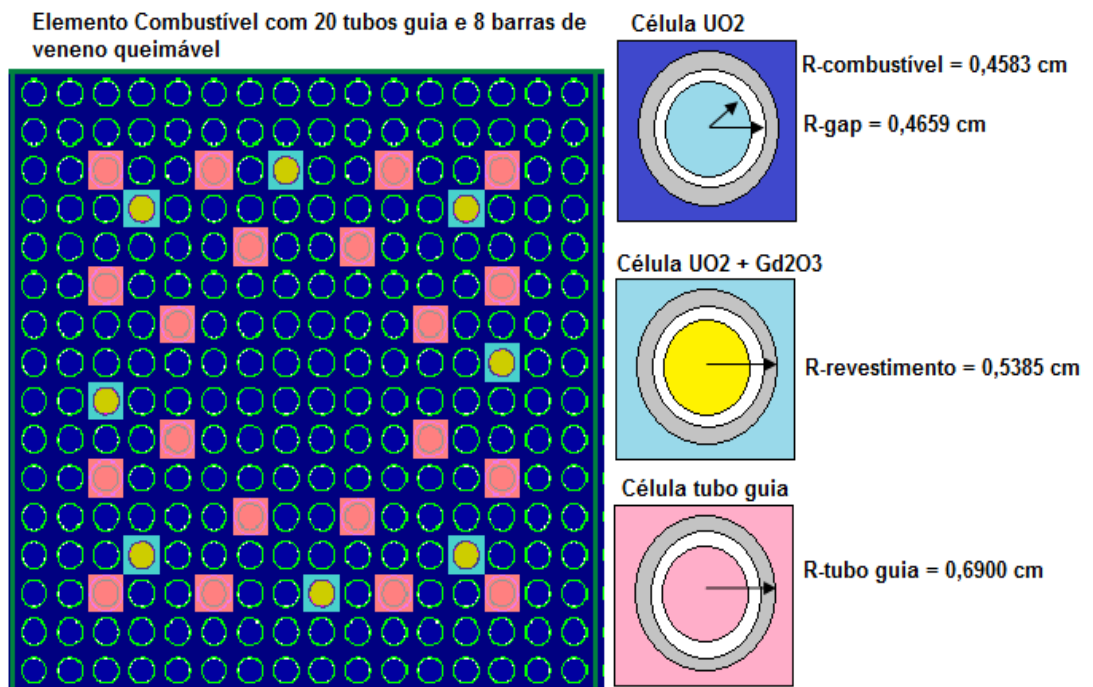 Elemento Combustível com 20 tubos guia e 8 barras de
veneno queimável
Célula UO2
R-combustível = 0,4583 cm
R-gap = 0,4659 cm
Célula UO2 + Gd2O3
R-revestimento = 0,5385 cm
Célula tubo guia
R-tubo guia = 0,6900 cm